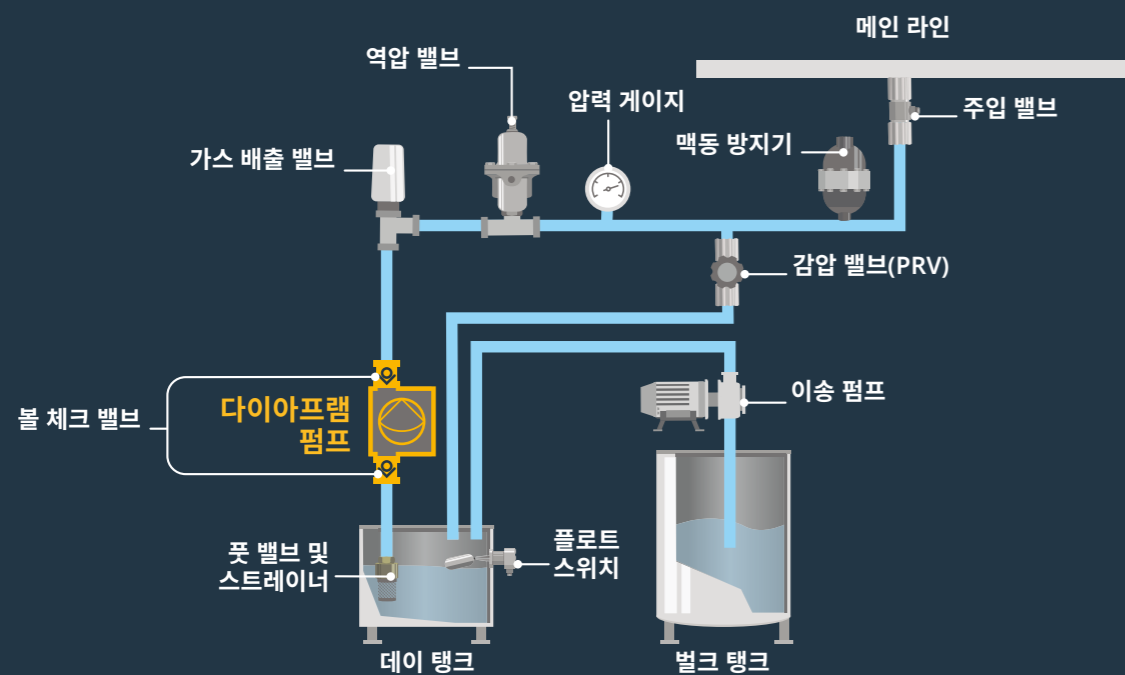 메인 라인
역압 밸브
압력 게이지
주입 밸브
맥동 방지기
가스 배출 밸브
감압 밸브(PRV)
이송 펌프
다이아프램
펌프
볼 체크 밸브
풋 밸브 및
스트레이너
플로트
스위치
데이 탱크
벌크 탱크